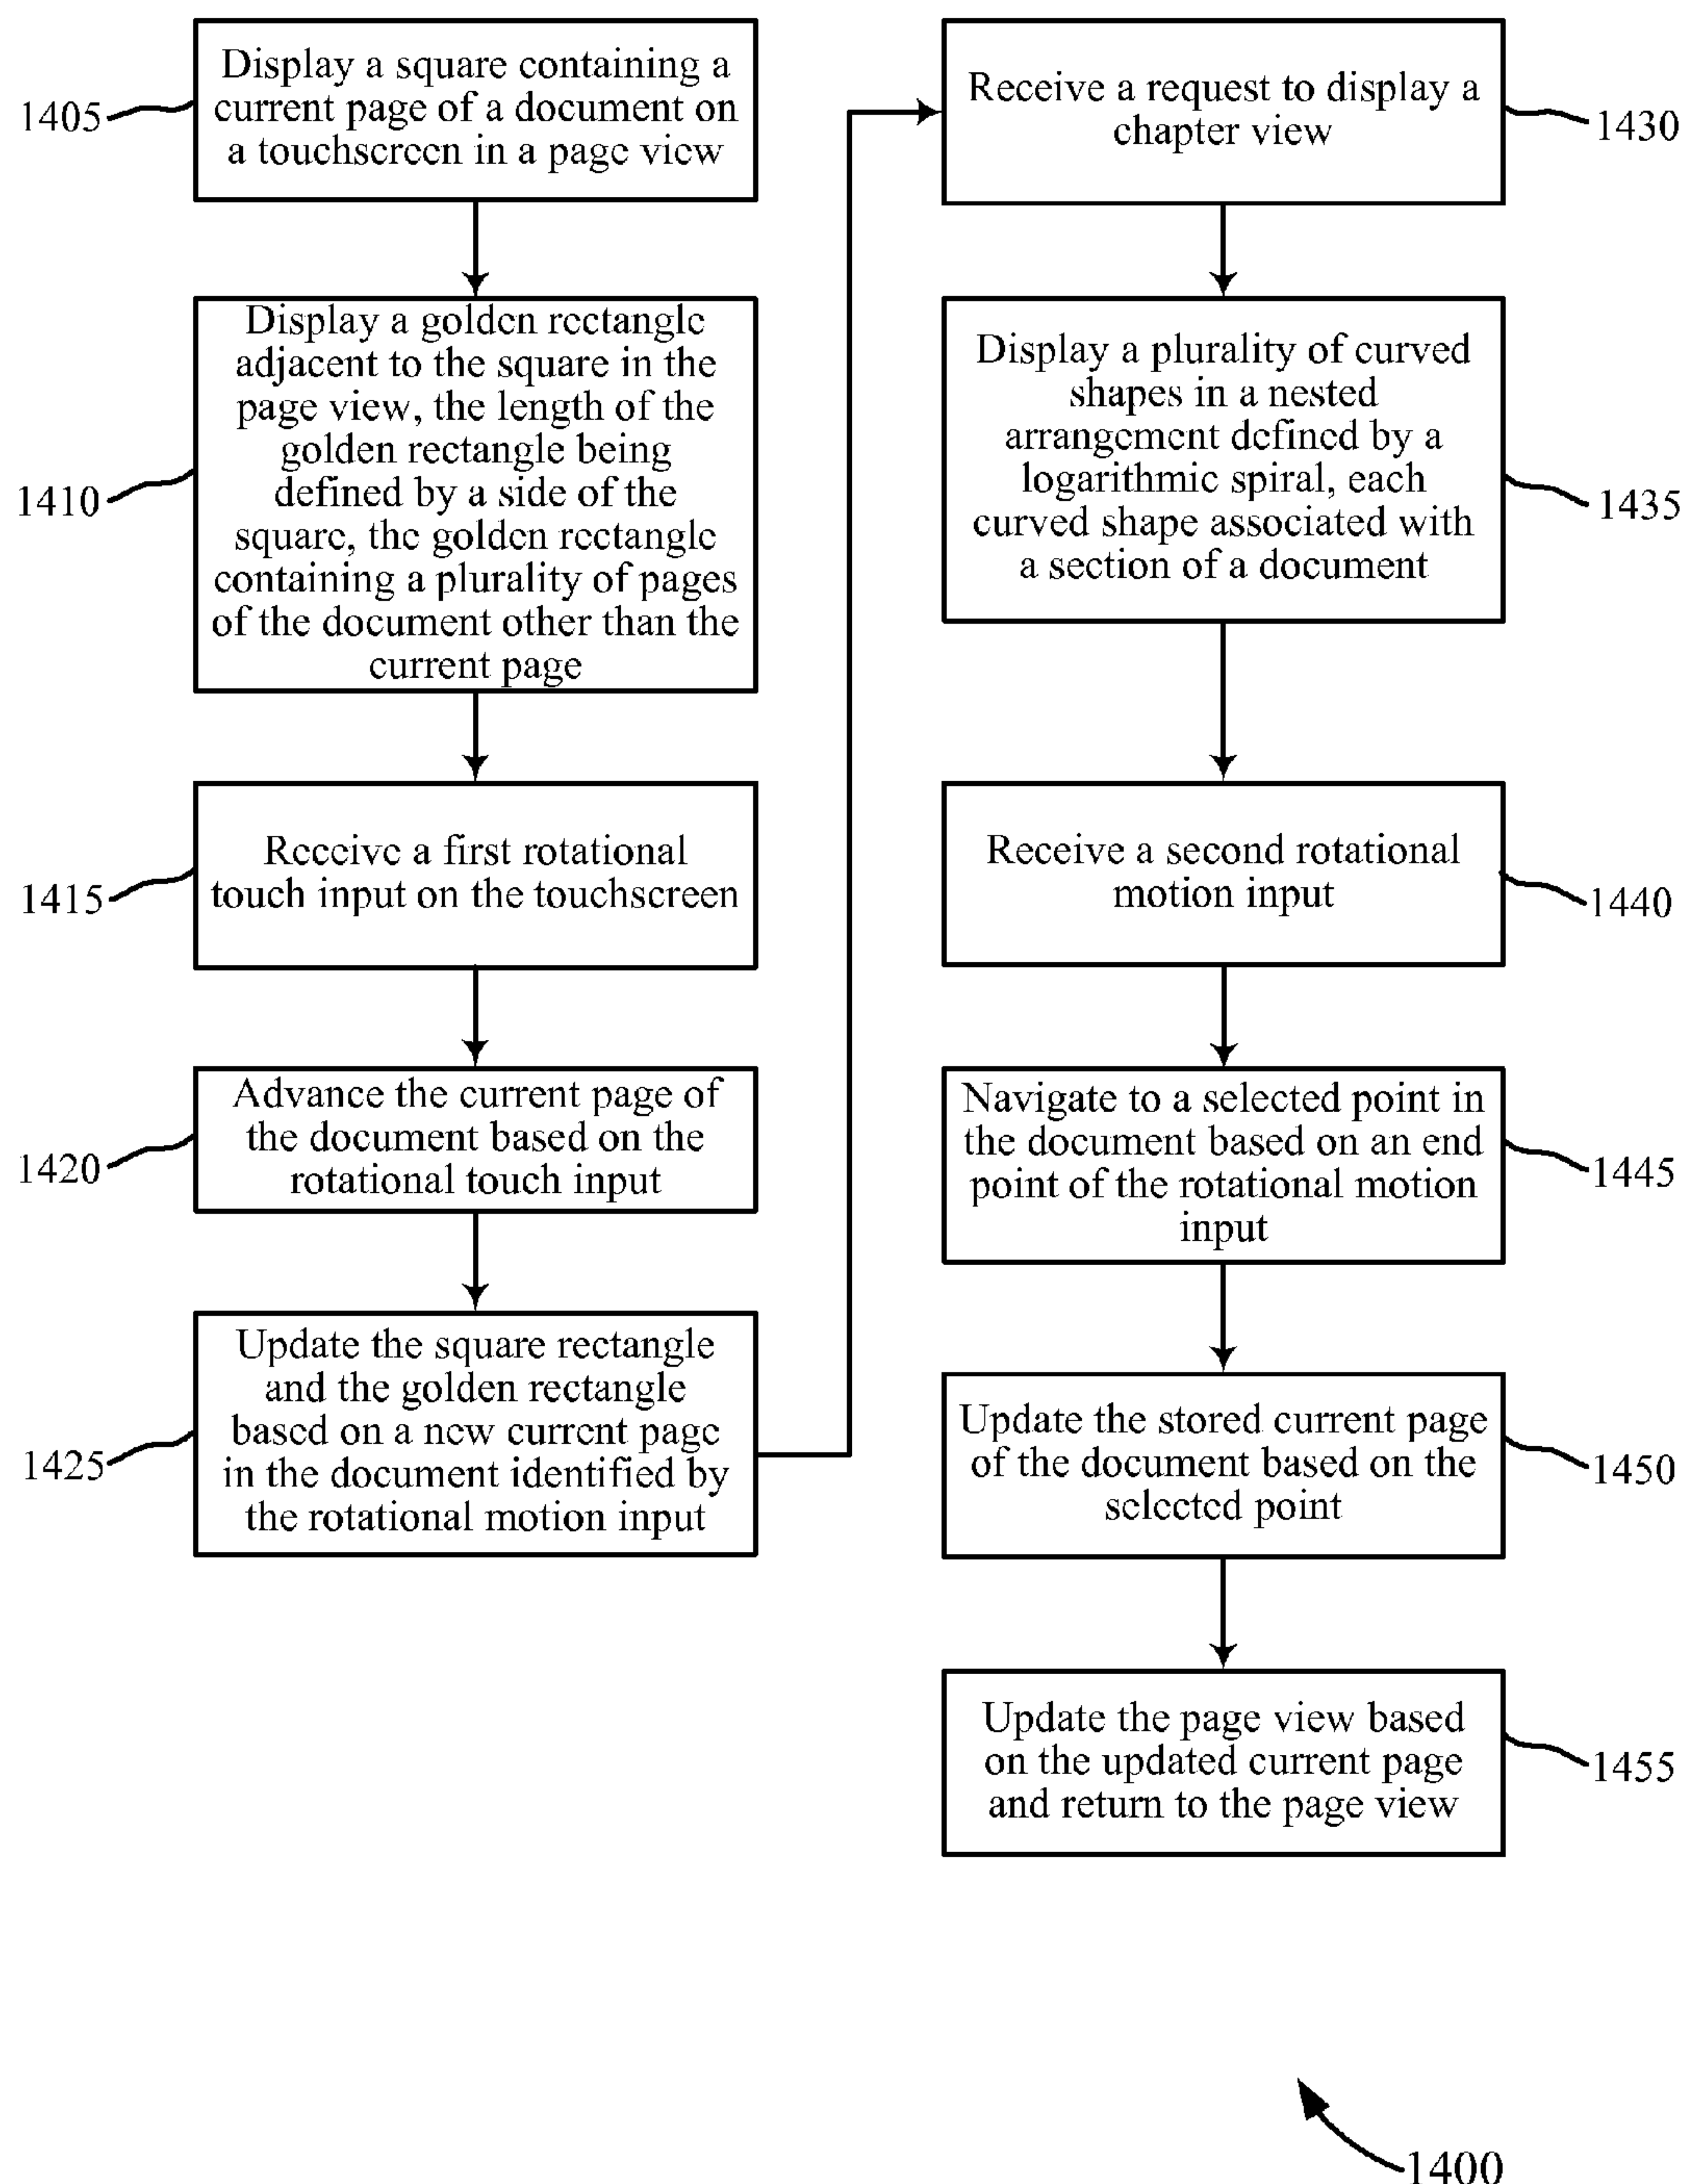 Display a square containing a
current page of a document on
a touchscreen in a page view
1405
Display a golden rectangle
adjacent to the square in the
page view, the length of the
golden rectangle being
defined by a side of the
square, the golden rectangle
containing a plurality of pages
of the document other than the
current page
1410
Receive a first rotational
touch input on the touchscreen
1415
Advance the current page of
the document based on the
rotational touch input
1420
Update the square rectangle
and the golden rectangle
based on a new current page
in the document identified by
the rotational motion input
1425
Receive a request to display a
chapter view
1430
Display a plurality of curved
shapes in a nested
arrangement defined by a
logarithmic spiral, each
curved shape associated with
a section of a document
1435
Receive a second rotational
motion input
1440
Navigate to a selected point in
the document based on an end
point of the rotational motion
input
1445
Update the stored current page
of the document based on the
selected point
1450
Update the page view based
on the updated current page
and return to the page view
1455
1400